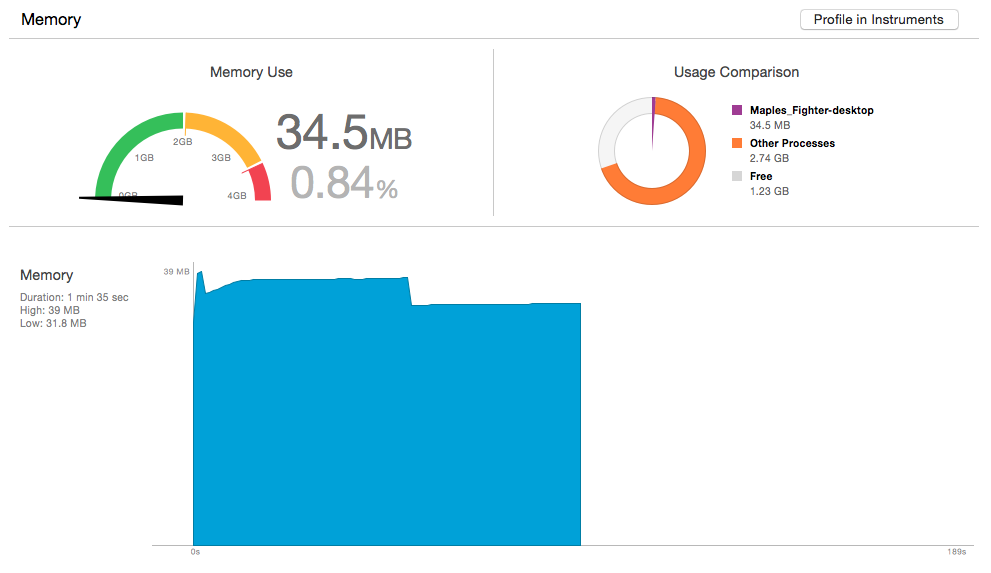 Memory
Profile in Instruments
Memory Use
Usage Comparison
0GB
1GB
2GB
3GB
4GB
34.5MB
0.84%
Maples_Fighter-desktop
34.5 MB
Other Processes
2.74 GB
Free
1.23 GB
Memory
Duration: 1 min 35 sec
High: 39 MB
Low: 31.8 MB
39 MB
0s
189s